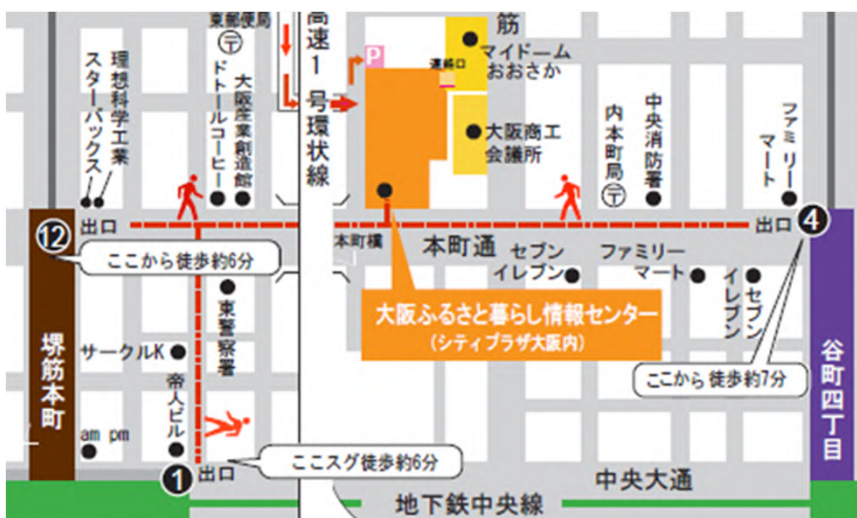 東郵便局
〒
高速1号環状線
P
連絡口
筋
マイドーム
おおさか
理想科学工業
スターバックス
ドトールコーヒー
大阪産業創造館
大阪商工
会議所
内本町局
〒
中央消防署
ファミリー
マート
⑫
出口
ここから徒歩約6分
本町橋
本町通
出口
④
セブン
イレブン
ファミリー
マート
セブン
イレブン
大阪ふるさと暮らし情報センター
(シティプラザ大阪内)
東警察署
サークルK
帝人ビル
堺筋本町
am pm
ここから徒歩約7分
谷町四丁目
①
出口
ここスグ徒歩約6分
中央大通
地下鉄中央線